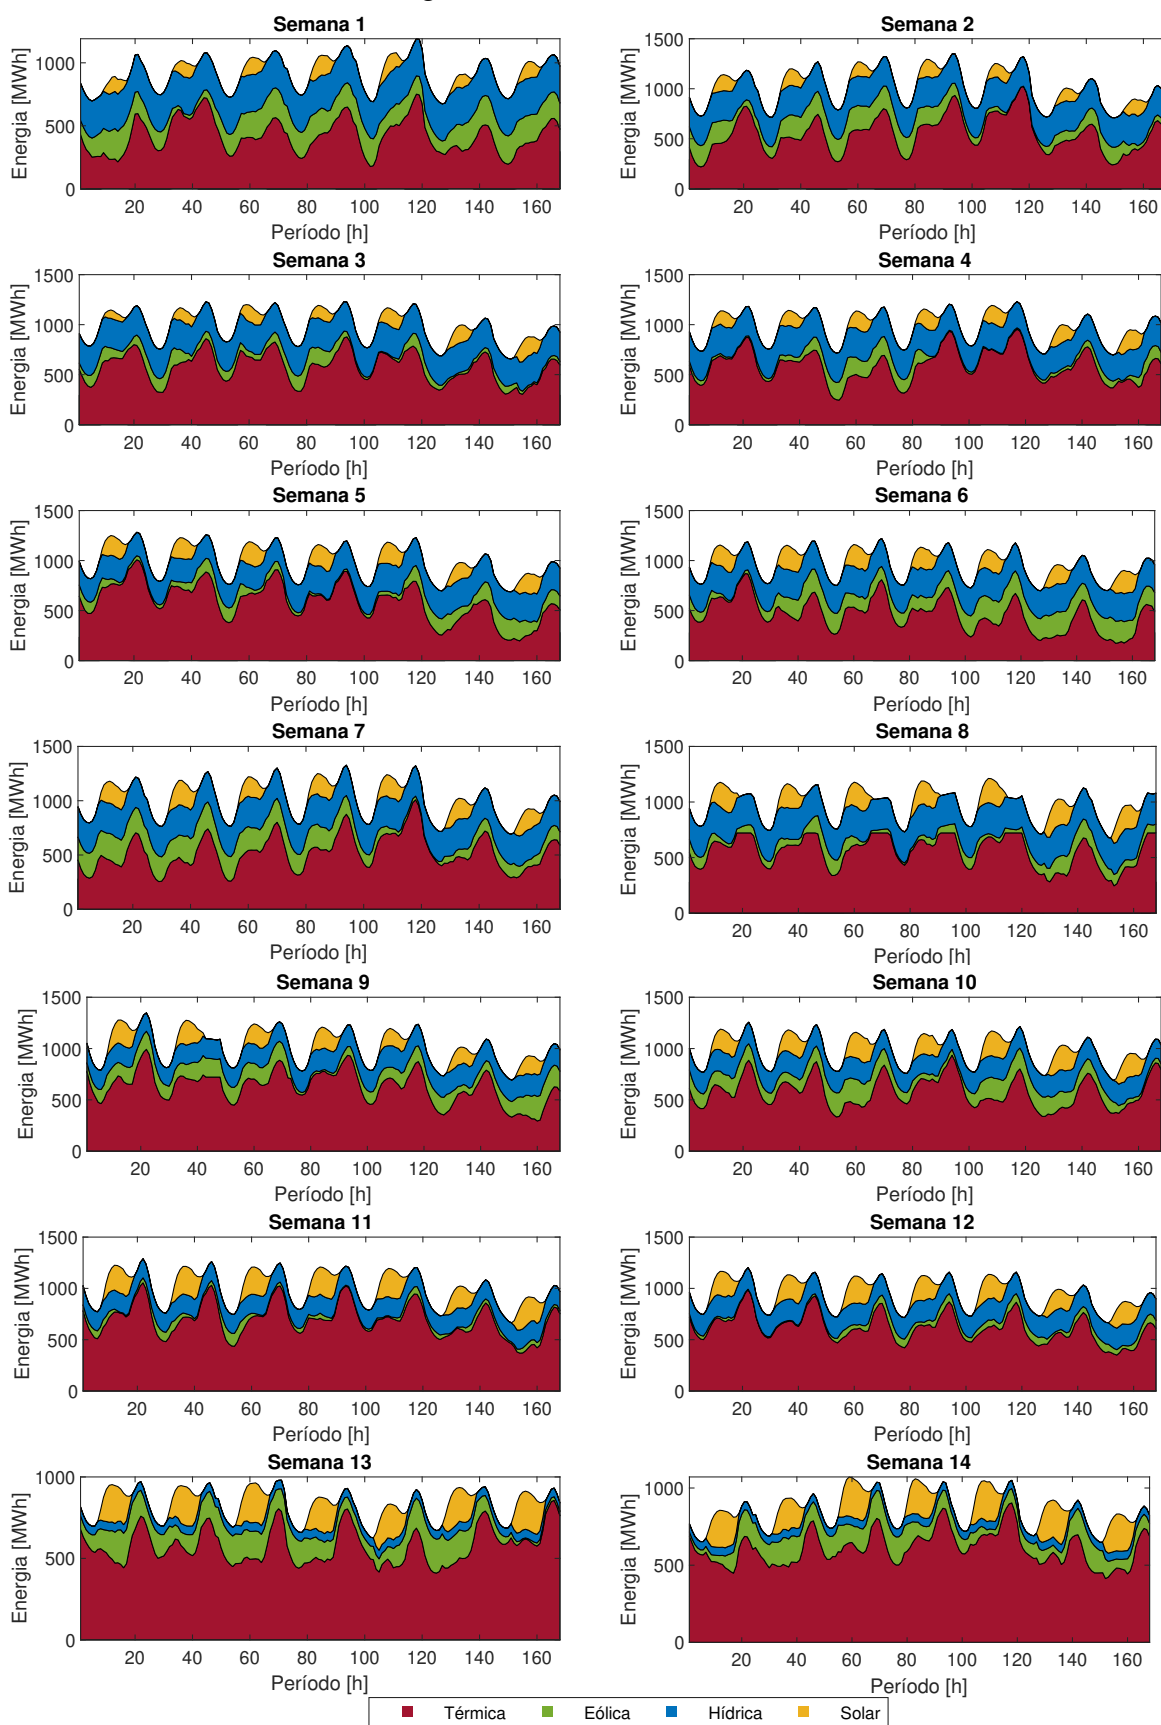 Semana 1
Energia [MWh]
1000
500
0
20 40 60 80 100 120 140 160
Período [h]
Semana 2
Energia [MWh]
1500
1000
500
0
20 40 60 80 100 120 140 160
Período [h]
Semana 3
Energia [MWh]
1500
1000
500
0
20 40 60 80 100 120 140 160
Período [h]
Semana 4
Energia [MWh]
1500
1000
500
0
20 40 60 80 100 120 140 160
Período [h]
Semana 5
Energia [MWh]
1500
1000
500
0
20 40 60 80 100 120 140 160
Período [h]
Semana 6
Energia [MWh]
1500
1000
500
0
20 40 60 80 100 120 140 160
Período [h]
Semana 7
Energia [MWh]
1500
1000
500
0
20 40 60 80 100 120 140 160
Período [h]
Semana 8
Energia [MWh]
1500
1000
500
0
20 40 60 80 100 120 140 160
Período [h]
Semana 9
Energia [MWh]
1500
1000
500
0
20 40 60 80 100 120 140 160
Período [h]
Semana 10
Energia [MWh]
1500
1000
500
0
20 40 60 80 100 120 140 160
Período [h]
Semana 11
Energia [MWh]
1500
1000
500
0
20 40 60 80 100 120 140 160
Período [h]
Semana 12
Energia [MWh]
1500
1000
500
0
20 40 60 80 100 120 140 160
Período [h]
Semana 13
Energia [MWh]
1000
500
0
20 40 60 80 100 120 140 160
Período [h]
Semana 14
Energia [MWh]
1000
500
0
20 40 60 80 100 120 140 160
Período [h]
Térmica Eólica Hídrica Solar